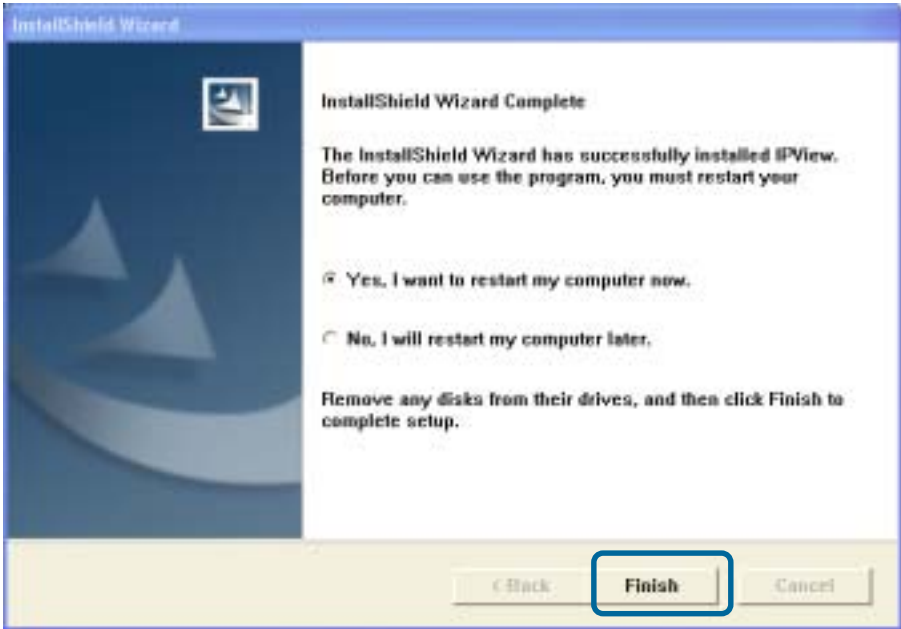 InstallShield Wizard
InstallShield Wizard Complete
The InstallShield Wizard has successfully installed IPView.
Before you can use the program, you must restart your
computer.
Yes, I want to restart my computer now.
No, I will restart my computer later.
Remove any disks from their drives, and then click Finish to
complete setup.
< Back
Finish
Cancel